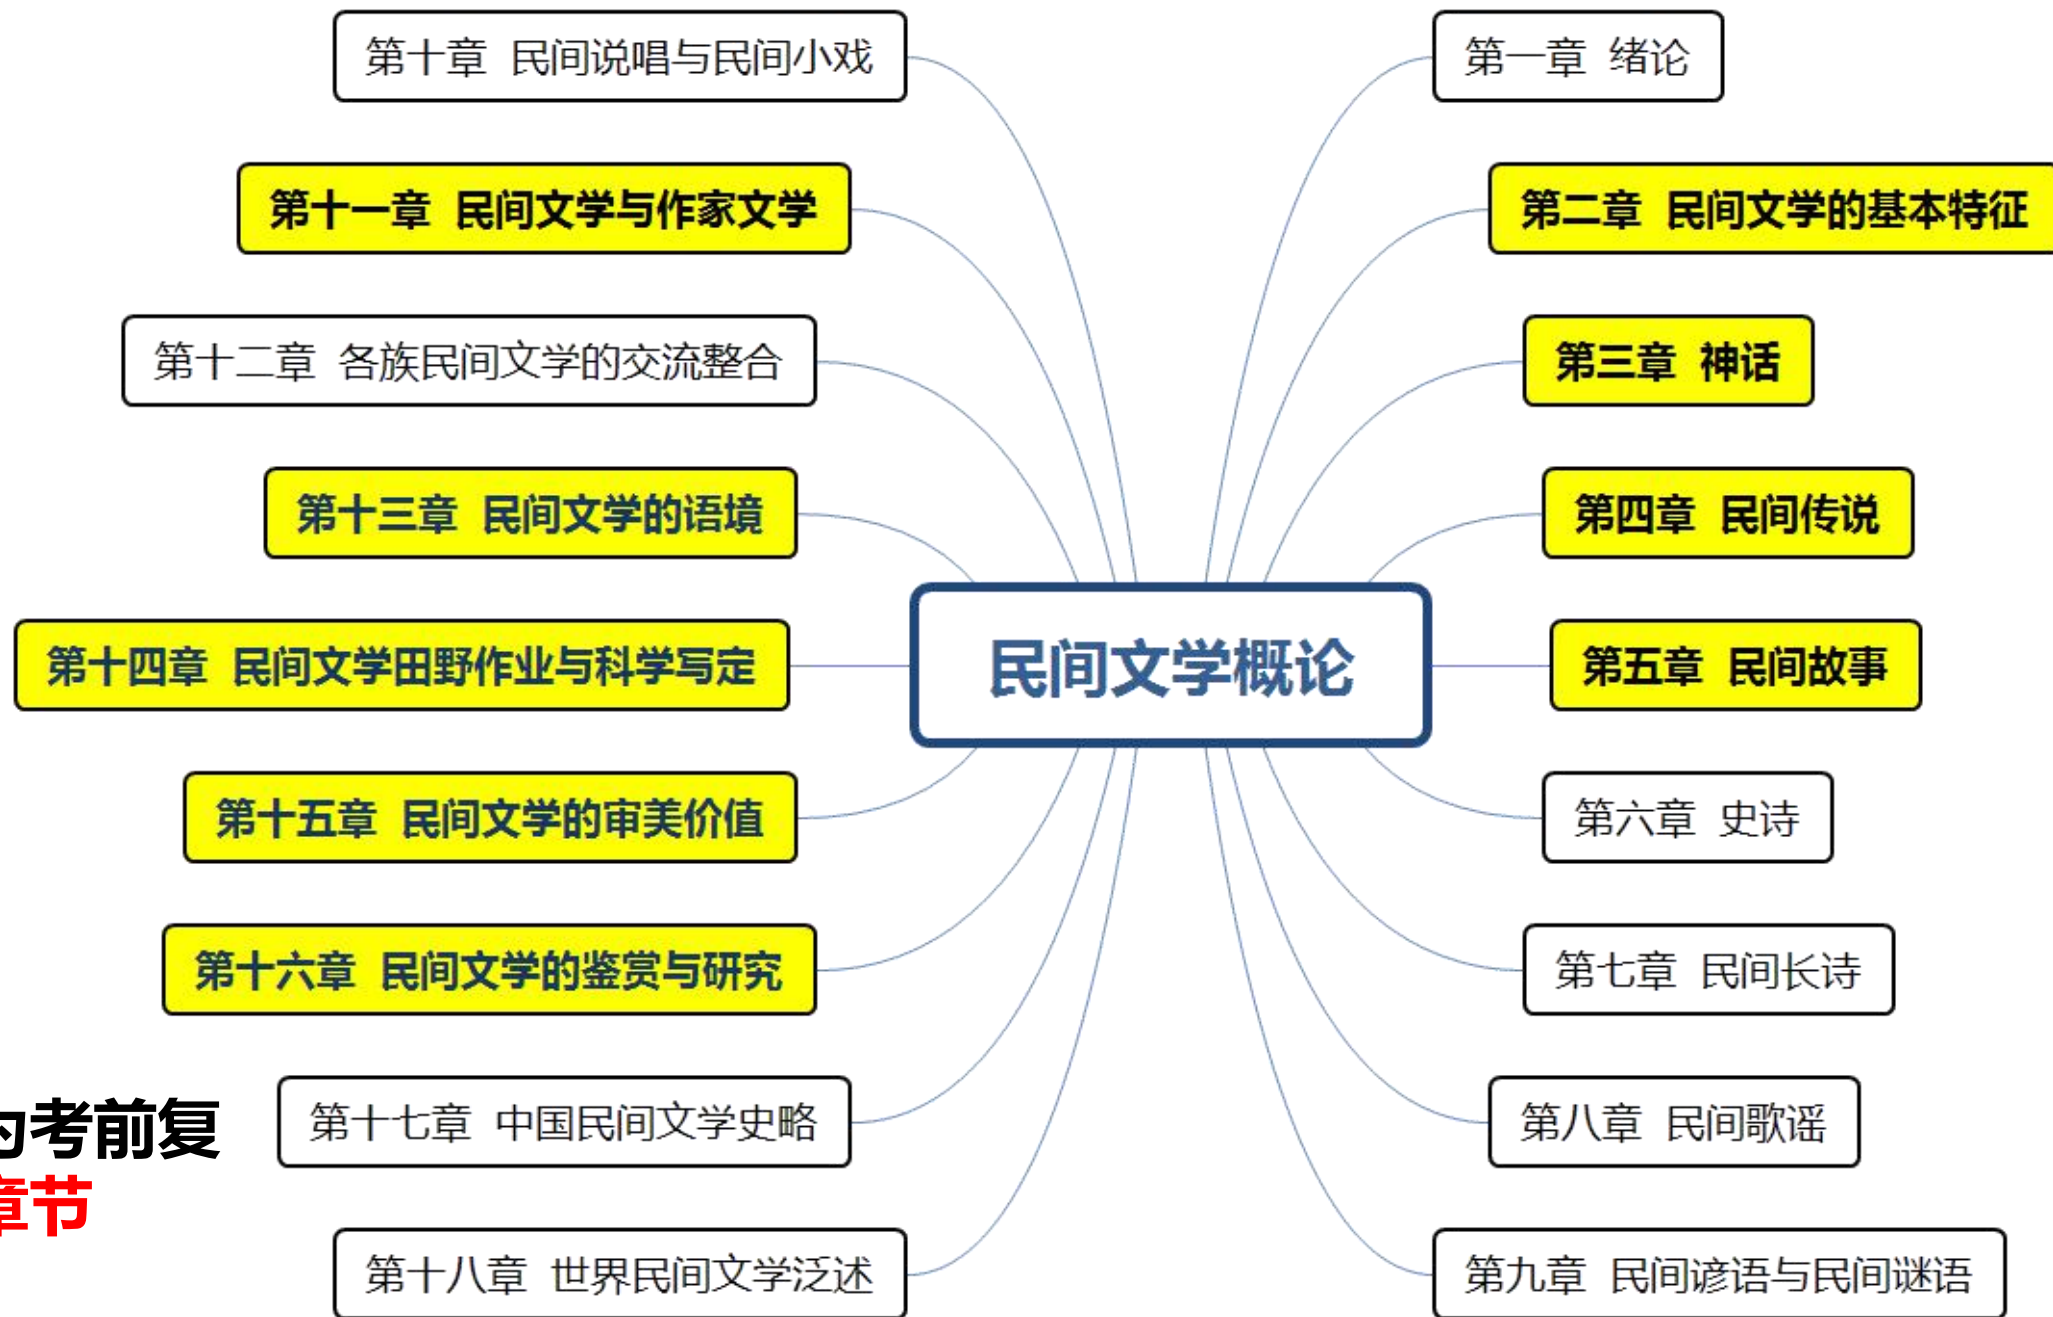 民间文学概论
第一章 绪论
第二章 民间文学的基本特征
第三章 神话
第四章 民间传说
第五章 民间故事
第六章 史诗
第七章 民间长诗
第八章 民间歌谣
第九章 民间谚语与民间谜语
第十章 民间说唱与民间小戏
第十一章 民间文学与作家文学
第十二章 各族民间文学的交流整合
第十三章 民间文学的语境
第十四章 民间文学田野作业与科学写定
第十五章 民间文学的审美价值
第十六章 民间文学的鉴赏与研究
第十七章 中国民间文学史略
第十八章 世界民间文学泛述
为考前复
章节